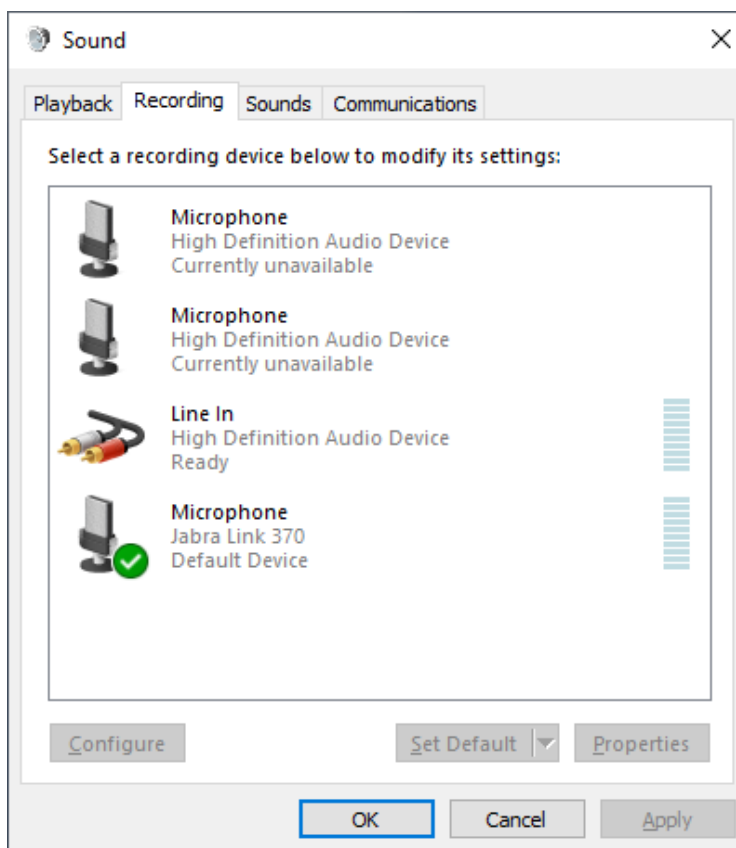 Sound
Playback Recording Sounds Communications
Select a recording device below to modify its settings:
Microphone
High Definition Audio Device
Currently unavailable
Microphone
High Definition Audio Device
Currently unavailable
Line In
High Definition Audio Device
Ready
Microphone
Jabra Link 370
Default Device
Configure Set Default Properties
OK Cancel Apply